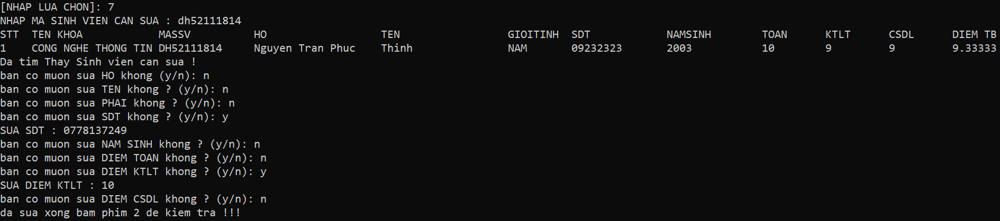 [NHAP LUA CHON]: 7
NHAP MA SINH VIEN CAN SUA : dh52111814
STT  TEN KHOA            MASSV          HO                  TEN                 GIOITINH  SDT            NAMSINH        TOAN      KTLT      CSDL      DIEM TB
1    CONG NGHE THONG TIN DH52111814     Nguyen Tran Phuc    Thinh               NAM       09232323       2003           10        9         9         9.33333
Da tim Thay Sinh vien can sua !
ban co muon sua HO khong (y/n): n
ban co muon sua TEN khong ? (y/n): n
ban co muon sua PHAI khong ? (y/n): n
ban co muon sua SDT khong ? (y/n): y
SUA SDT : 0778137249
ban co muon sua NAM SINH khong ? (y/n): n
ban co muon sua DIEM TOAN khong ? (y/n): n
ban co muon sua DIEM KTLT khong ? (y/n): y
SUA DIEM KTLT : 10
ban co muon sua DIEM CSDL khong ? (y/n): n
da sua xong bam phim 2 de kiem tra !!!